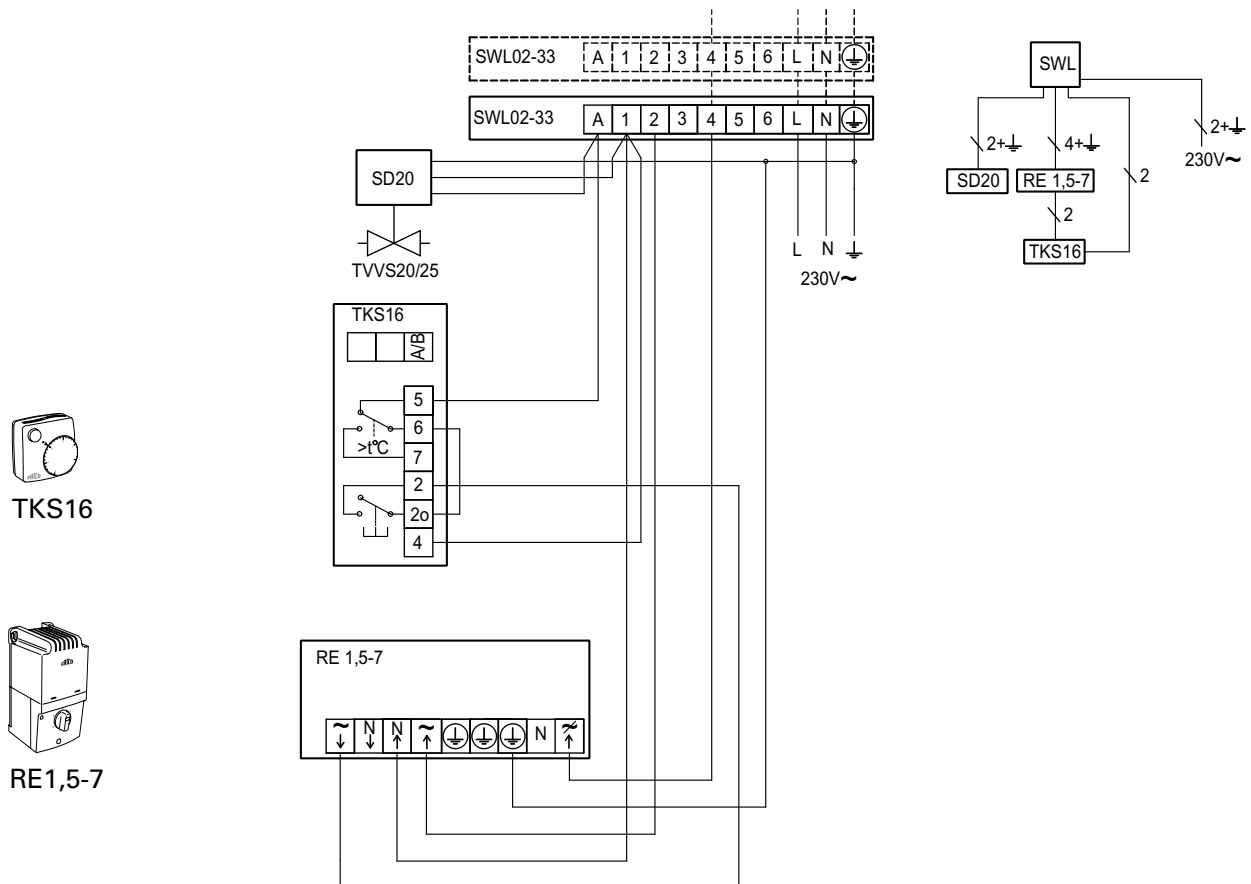 SWL02-33 A 1 2 3 4 5 6 L N
SWL02-33 A 1 2 3 4 5 6 L N
SD20
TVVS20/25
L N
230V~
TKS16
A/B
5
6
>t°C
7
2
2o
4
RE 1,5-7
~ N N ~ N ~
TKS16
RE1,5-7
SWL
2+
4+
2+
230V~
SD20
RE 1,5-7
2
2
TKS16